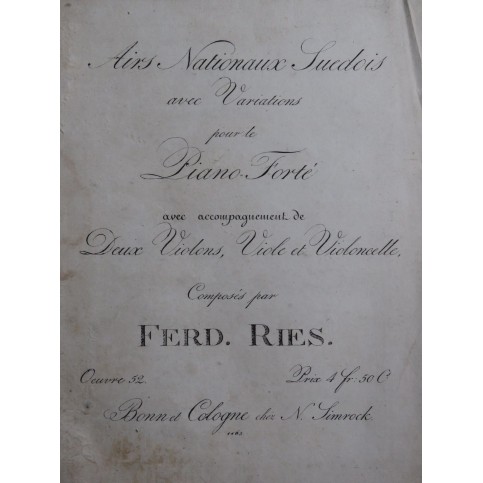 Airs Nationaux Suedois
avec Variations
pour le
Piano-Forté
avec accompagnement de
Deux Violons, Viole et Violoncelle,
Composés par
FERD. RIES.
Oeuvre 52 Prix 4 fr. 50 Cs
Bonn et Cologne chez N. Simrock